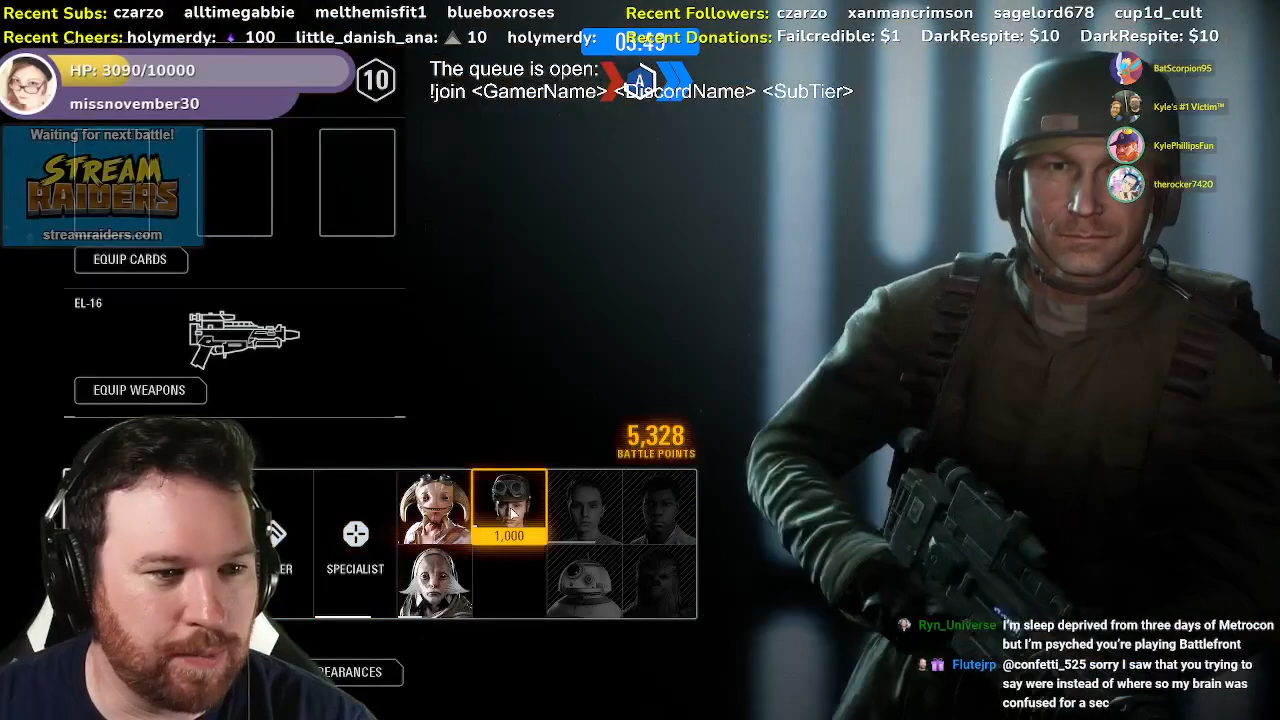 Recent Subs: czarzo alltimegabbie melthemisfit1 blueboxroses
Recent Followers: czarzo xanmancrimson sagelord678 cup1d_cult
Recent Cheers: holymerdy: 100 little_danish_ana: 10 holymerdy:
Recent Donations: Failcredible: $1 DarkRespite: $10 DarkRespite: $10
05:45
HP: 3090/10000
missnovember30
10
The queue is open:
A
!join <GamerName> <DiscordName> <SubTier>
BatScorpion95
Kyle's #1 Victim™
KylePhillipsFun
therocker7420
Waiting for next battle!
STREAM
RAIDERS
streamraiders.com
EQUIP CARDS
EL-16
EQUIP WEAPONS
5,328
BATTLE POINTS
1,000
SPECIALIST
Ryn_Universe I'm sleep deprived from three days of Metrocon
but I'm psyched you're playing Battlefront
Flutejrp @confetti_525 sorry I saw that you trying to
say were instead of where so my brain was
confused for a sec